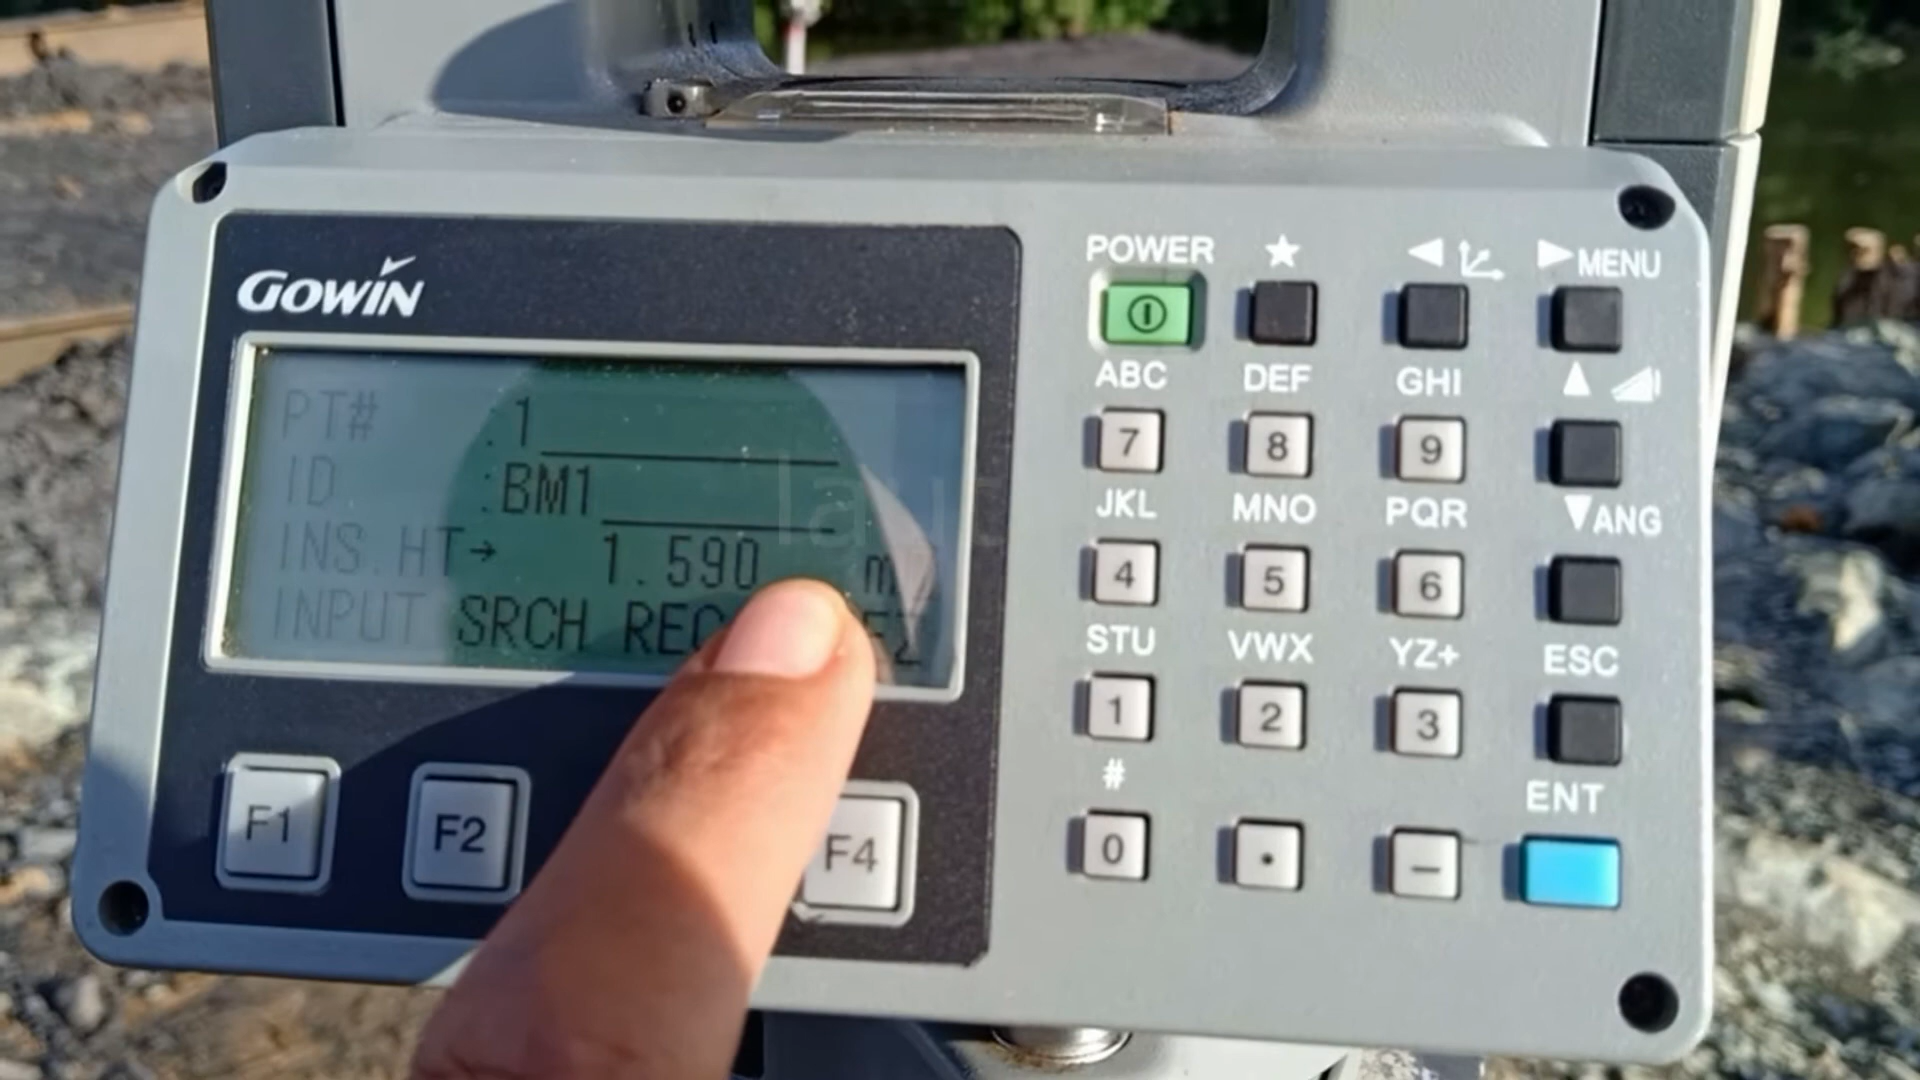 POWER ★ ◀ ▶ MENU
GOWIN
PT# :1
ID :BM1
INS.HT→ 1.590 m
INPUT SRCH REC
ABC DEF GHI ▲
7 8 9
JKL MNO PQR ▼ANG
4 5 6
STU VWX YZ+ ESC
1 2 3
# ENT
0 . –
F1 F2 F4